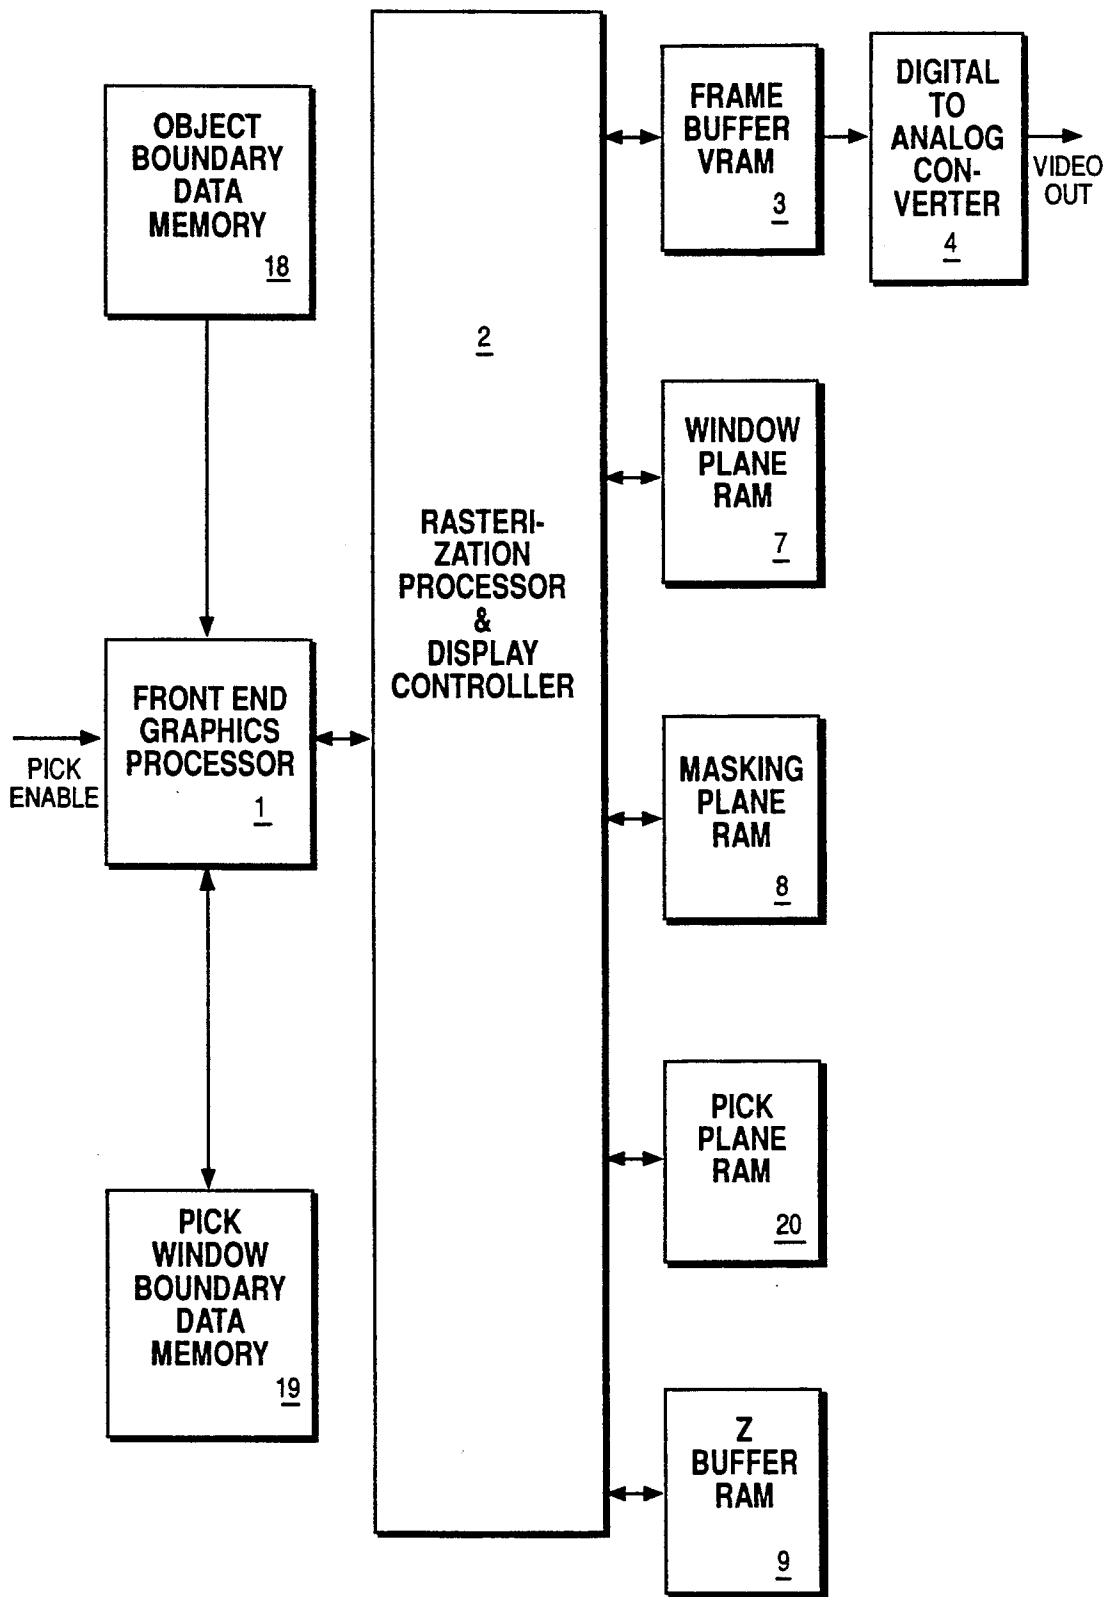 OBJECT
BOUNDARY
DATA
MEMORY
18
FRONT END
GRAPHICS
PROCESSOR
1
PICK
ENABLE
PICK
WINDOW
BOUNDARY
DATA
MEMORY
19
2
RASTERI-
ZATION
PROCESSOR
&
DISPLAY
CONTROLLER
FRAME
BUFFER
VRAM
3
DIGITAL
TO
ANALOG
CON-
VERTER
4
VIDEO
OUT
WINDOW
PLANE
RAM
7
MASKING
PLANE
RAM
8
PICK
PLANE
RAM
20
Z
BUFFER
RAM
9